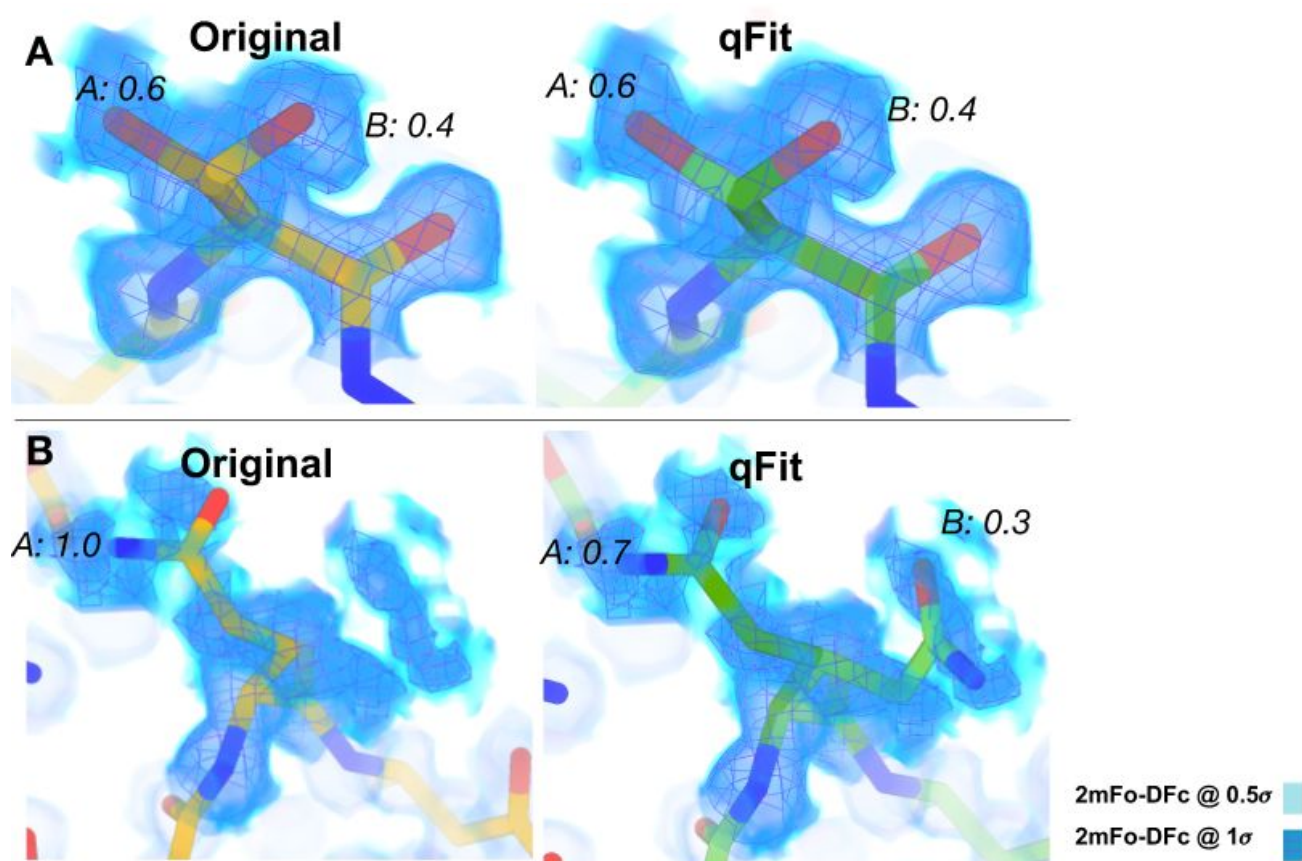 A
Original
qFit
A: 0.6
B: 0.4
A: 0.6
B: 0.4
B
Original
qFit
A: 1.0
A: 0.7
B: 0.3
2mFo-DFc @ 0.5σ
2mFo-DFc @ 1σ